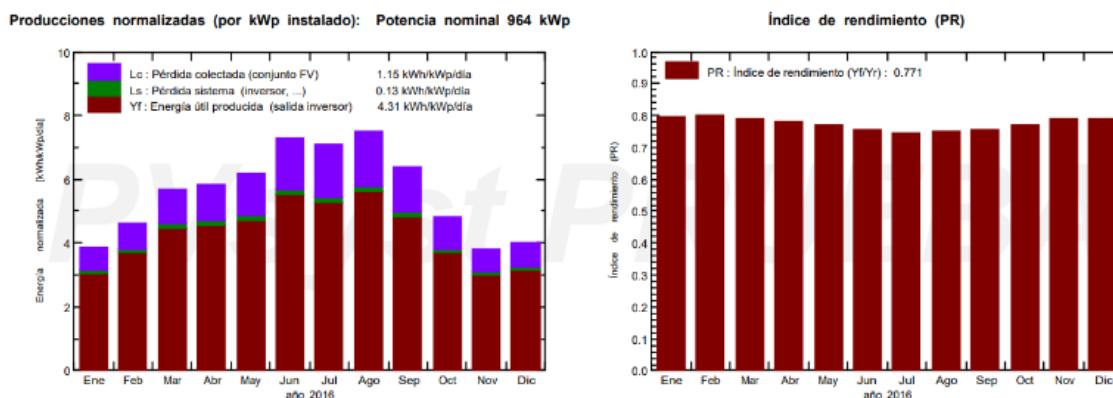 Producciones normalizadas (por kWp instalado): Potencia nominal 964 kWp
Lc : Pérdida colectada (conjunto FV) 1.15 kWh/kWp/día
Ls : Pérdida sistema (inversor, ...) 0.13 kWh/kWp/día
Yf : Energía útil producida (salida inversor) 4.31 kWh/kWp/día
Energía normalizada [kWh/kWp/día]
10
8
6
4
2
0
Ene Feb Mar Abr May Jun Jul Ago Sep Oct Nov Dic
año 2016
Índice de rendimiento (PR)
PR : Índice de rendimiento (Yf/Yr) : 0.771
Índice de rendimiento (PR)
1.0
0.9
0.8
0.7
0.6
0.5
0.4
0.3
0.2
0.1
0.0
Ene Feb Mar Abr May Jun Jul Ago Sep Oct Nov Dic
año 2016